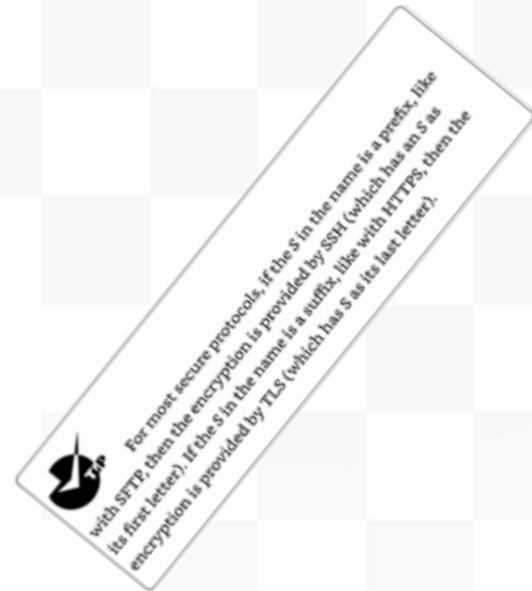 TIP
For most secure protocols, if the S in the name is a prefix, like
with SFTP, then the encryption is provided by SSH (which has an S as
its first letter). If the S in the name is a suffix, like with HTTPS, then the
encryption is provided by TLS (which has S as its last letter).